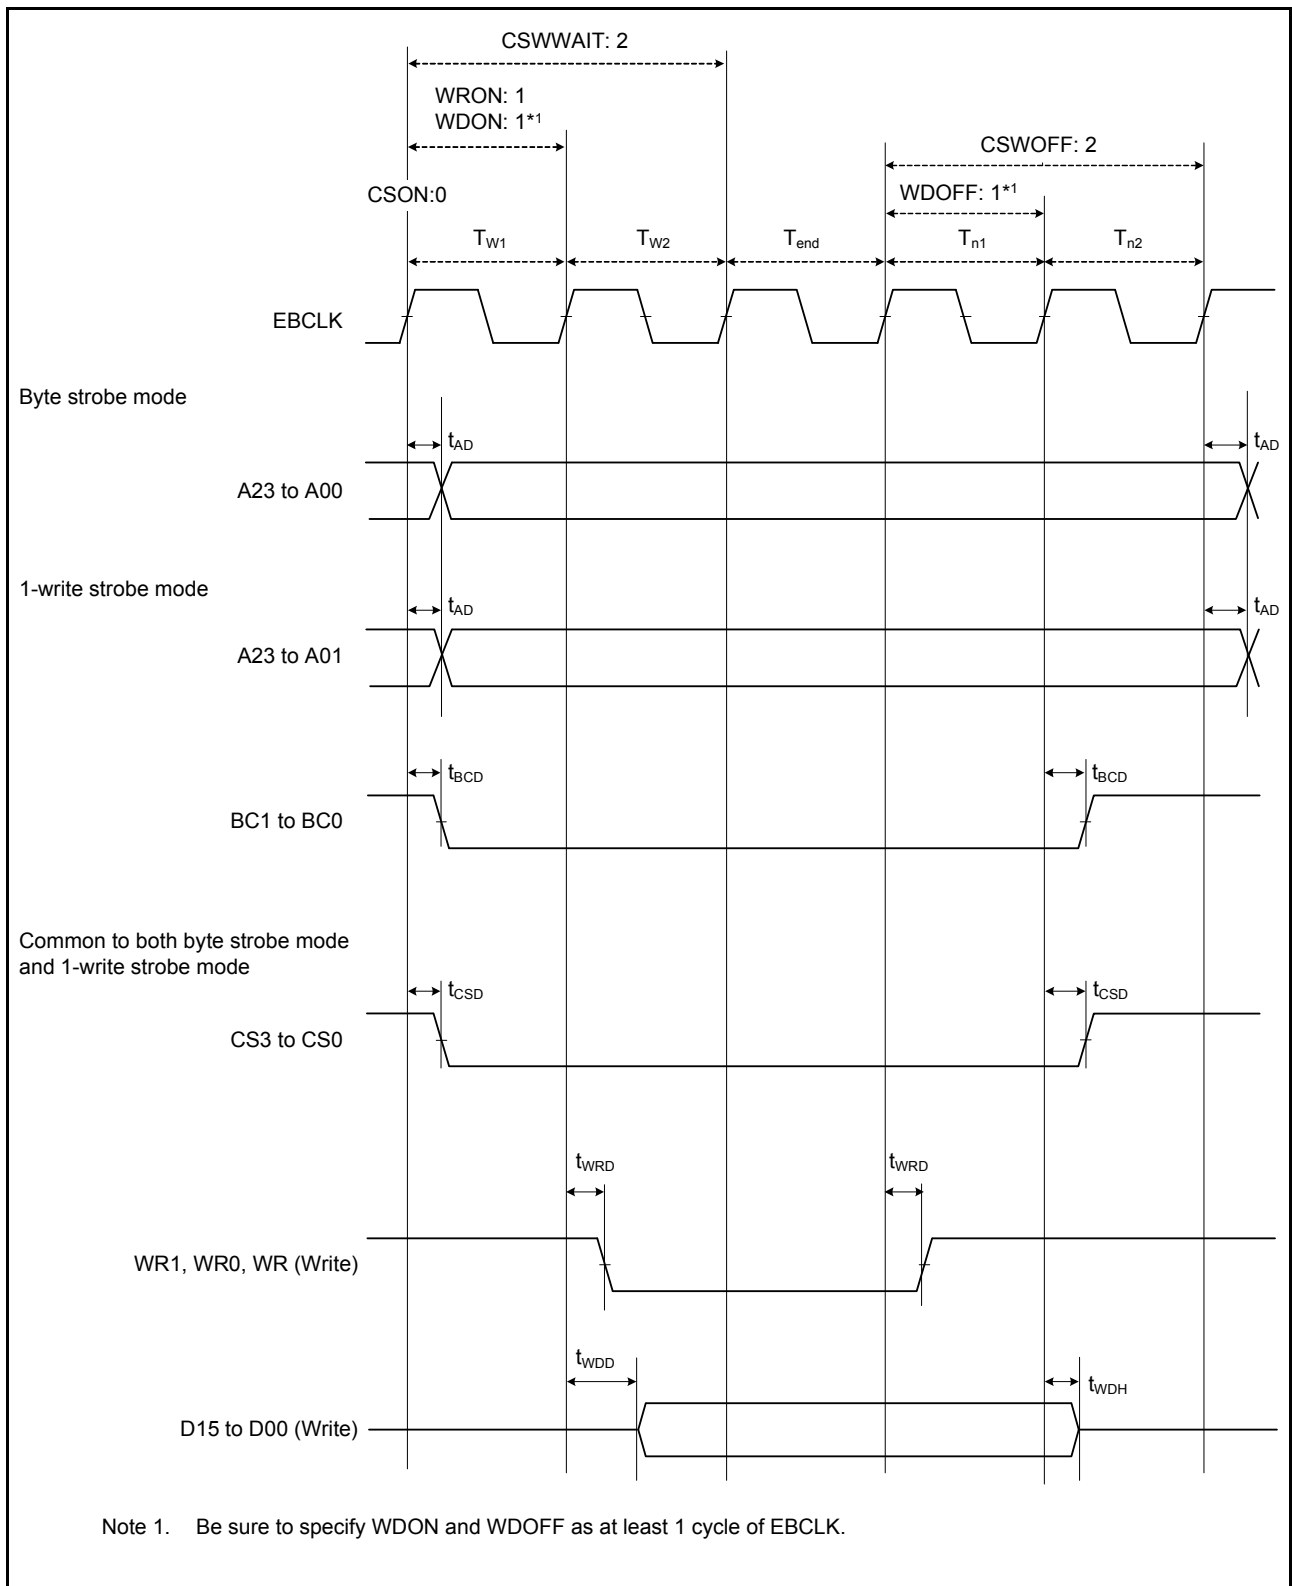 CSWWAIT: 2
WRON: 1
WDON: 1*1
CSWOFF: 2
CSON:0
WDOFF: 1*1
TW1 TW2 Tend Tn1 Tn2
EBCLK
Byte strobe mode
tAD tAD
A23 to A00
1-write strobe mode
tAD tAD
A23 to A01
tBCD tBCD
BC1 to BC0
Common to both byte strobe mode
and 1-write strobe mode
tCSD tCSD
CS3 to CS0
tWRD tWRD
WR1, WR0, WR (Write)
tWDD tWDH
D15 to D00 (Write)
Note 1. Be sure to specify WDON and WDOFF as at least 1 cycle of EBCLK.